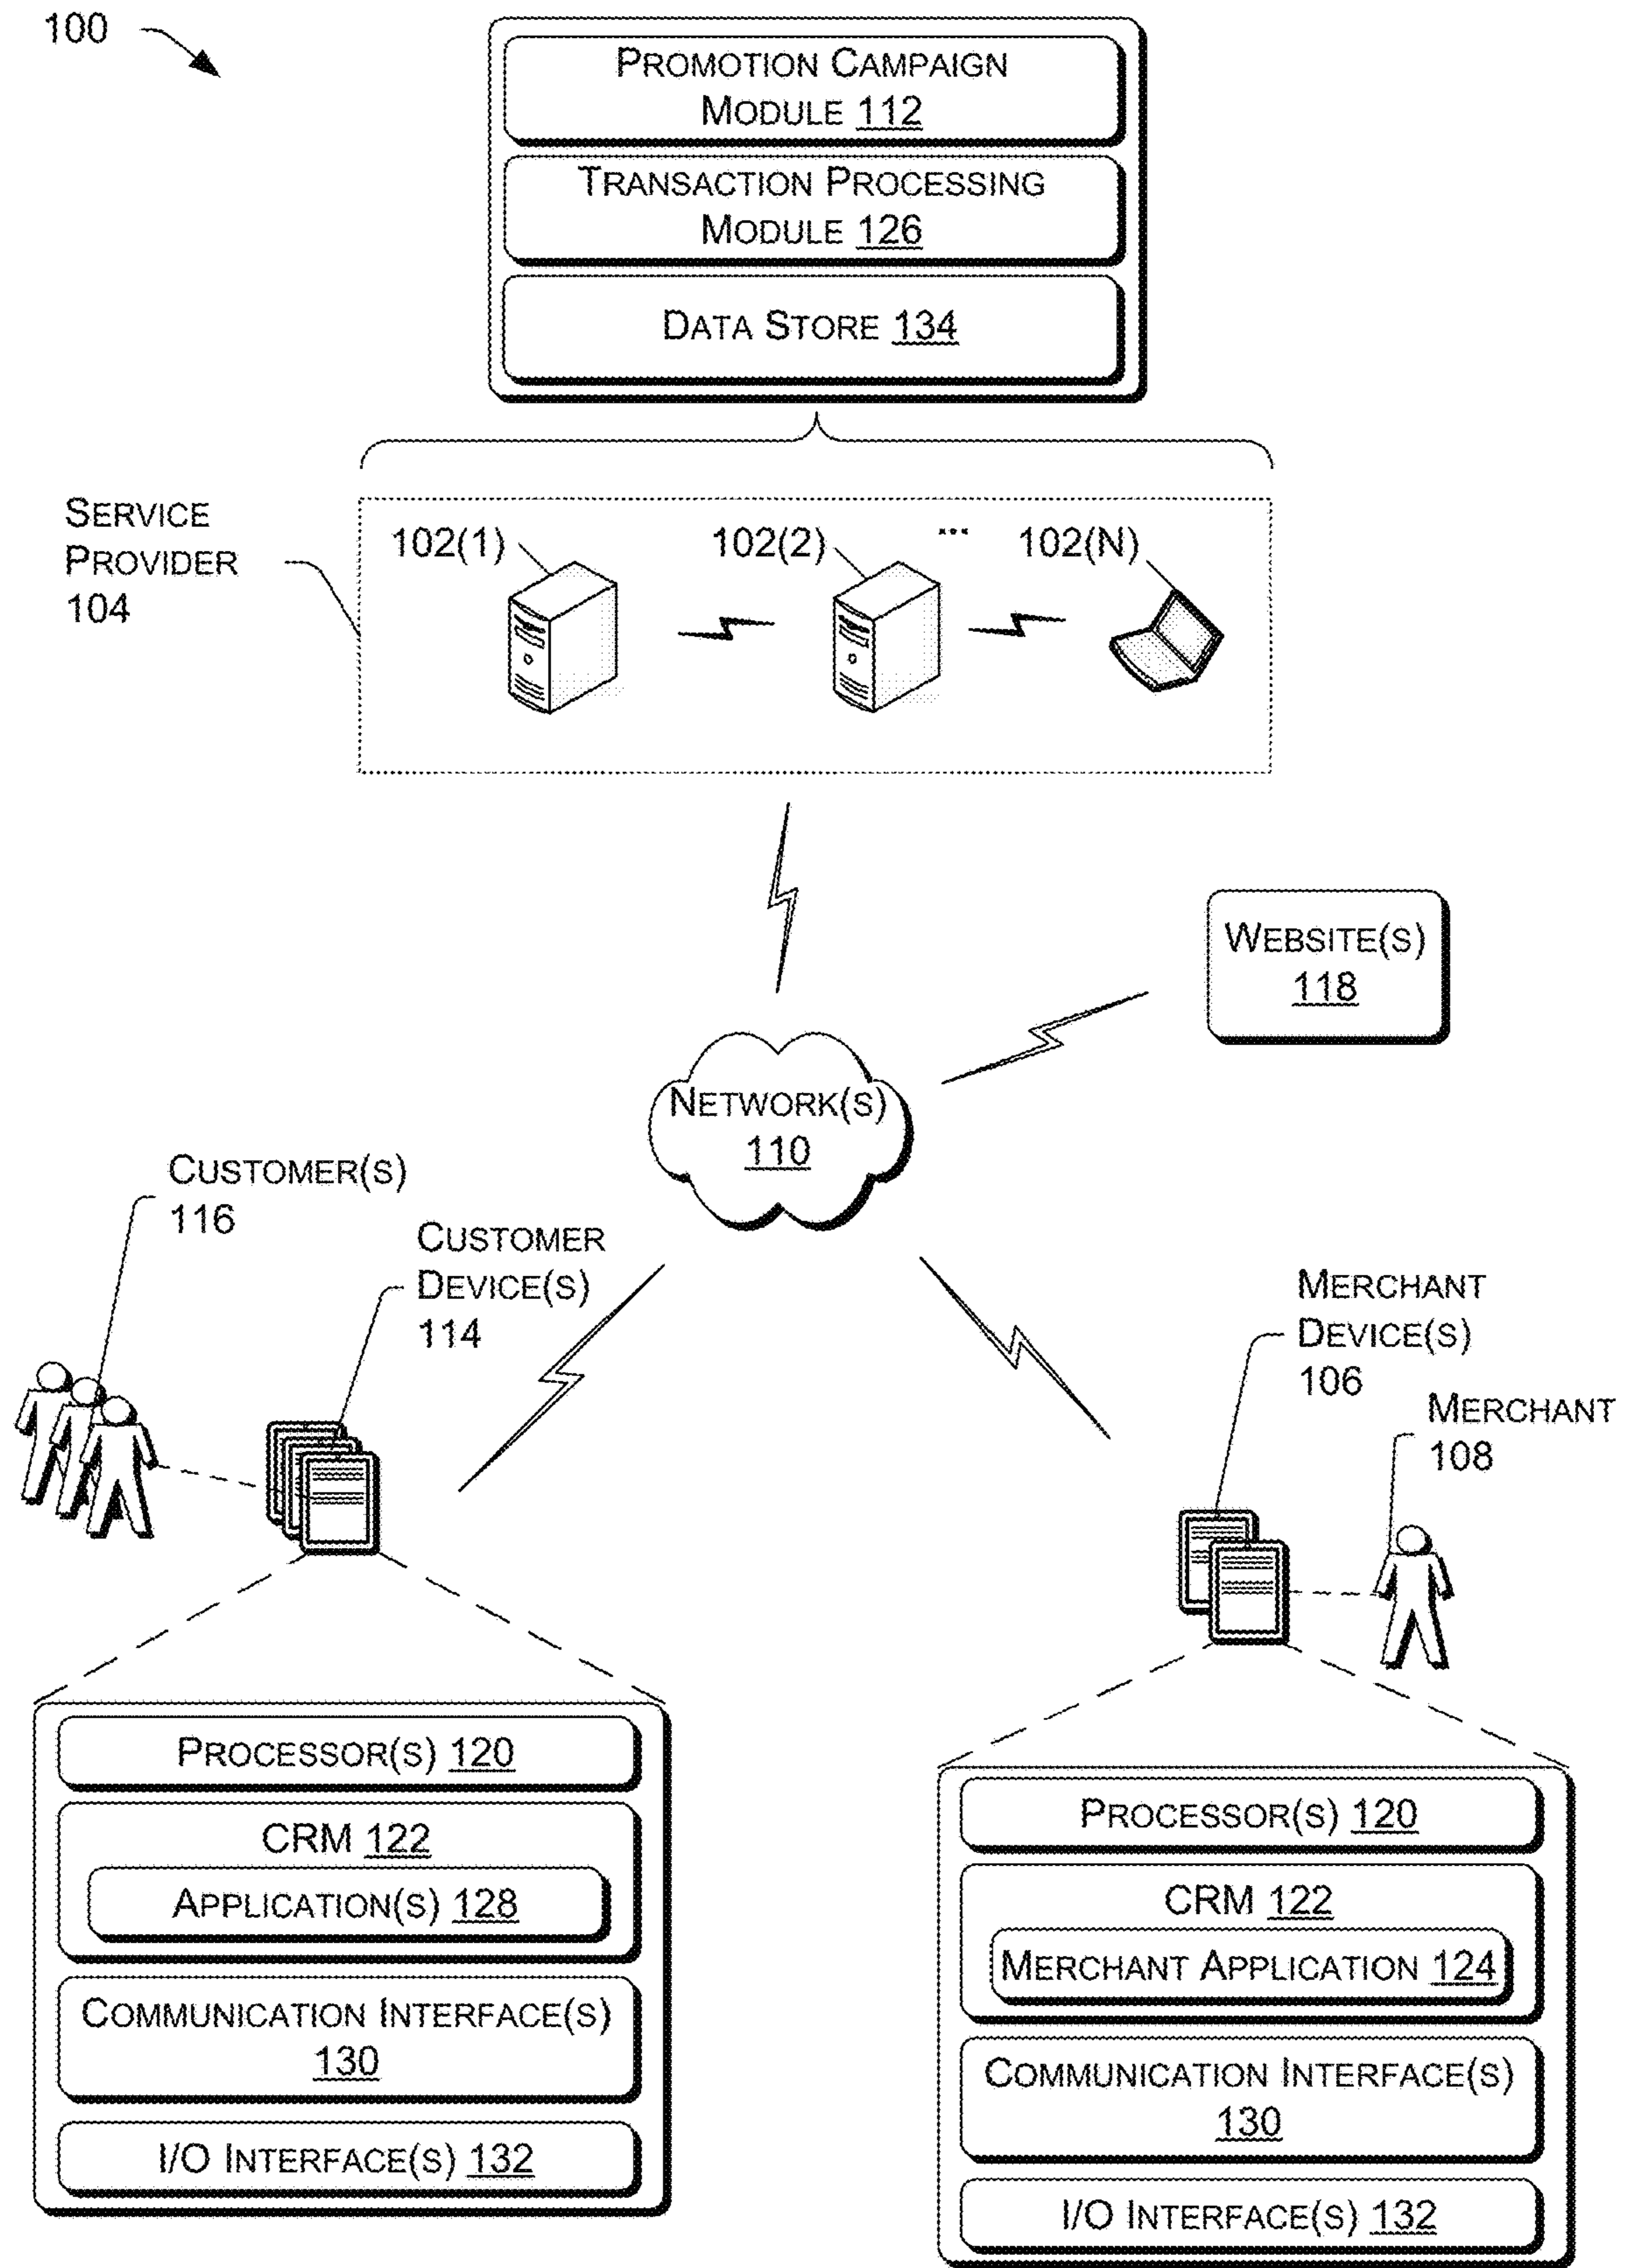 100
PROMOTION CAMPAIGN
MODULE 112
TRANSACTION PROCESSING
MODULE 126
DATA STORE 134
SERVICE
PROVIDER
104
102(1)
102(2)
...
102(N)
WEBSITE(S)
118
NETWORK(S)
110
CUSTOMER(S)
116
CUSTOMER
DEVICE(S)
114
MERCHANT
DEVICE(S)
106
MERCHANT
108
PROCESSOR(S) 120
CRM 122
APPLICATION(S) 128
COMMUNICATION INTERFACE(S)
130
I/O INTERFACE(S) 132
PROCESSOR(S) 120
CRM 122
MERCHANT APPLICATION 124
COMMUNICATION INTERFACE(S)
130
I/O INTERFACE(S) 132